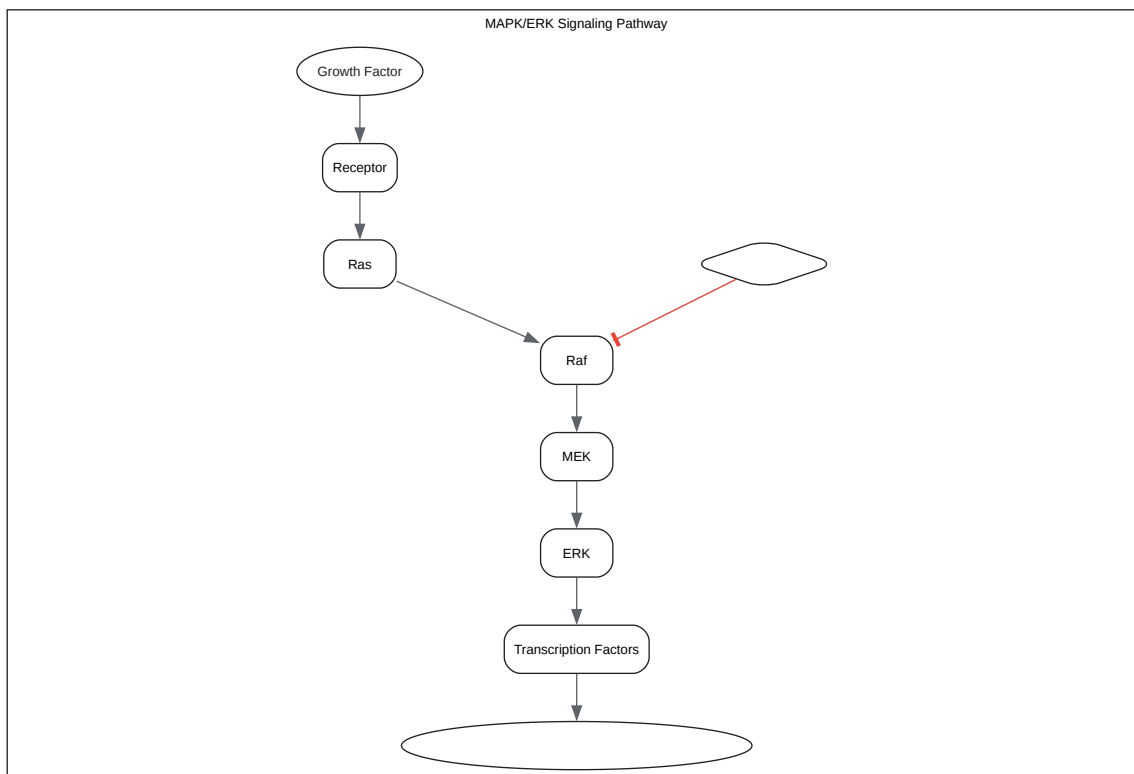 MAPK/ERK Signaling Pathway
Growth Factor
Receptor
Ras
Raf
MEK
ERK
Transcription Factors